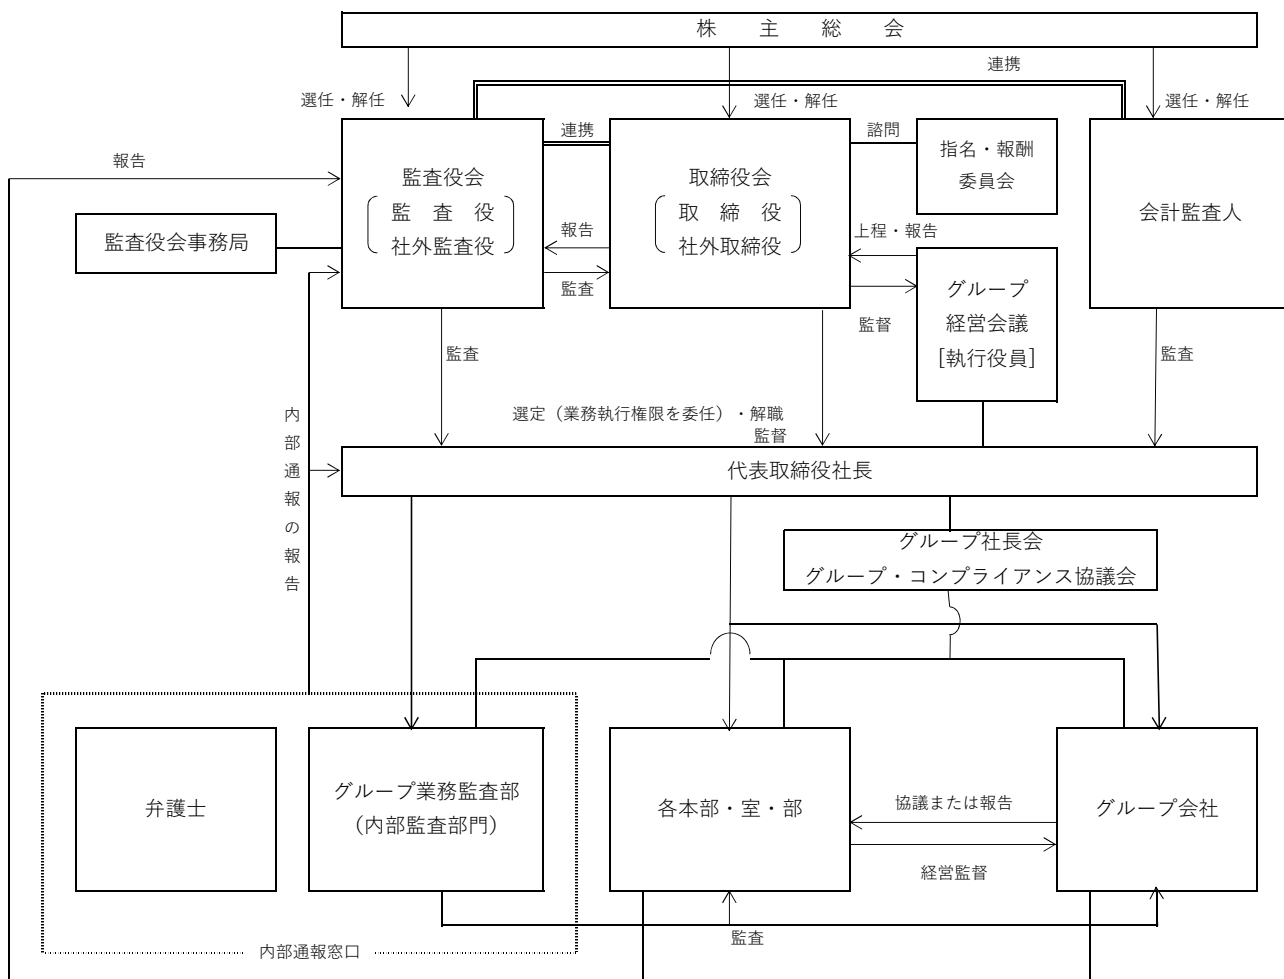 株　主　総　会
連携
選任・解任
選任・解任
選任・解任
連携
諮問
報告
監査役会
監　査　役
社外監査役
取締役会
取　締　役
社外取締役
指名・報酬
委員会
会計監査人
監査役会事務局
報告
監査
上程・報告
監督
グループ
経営会議
[執行役員]
監査
監査
選定（業務執行権限を委任）・解職
監督
内部通報の報告
代表取締役社長
グループ社長会
グループ・コンプライアンス協議会
弁護士
グループ業務監査部
（内部監査部門）
各本部・室・部
協議または報告
経営監督
グループ会社
監査
内部通報窓口